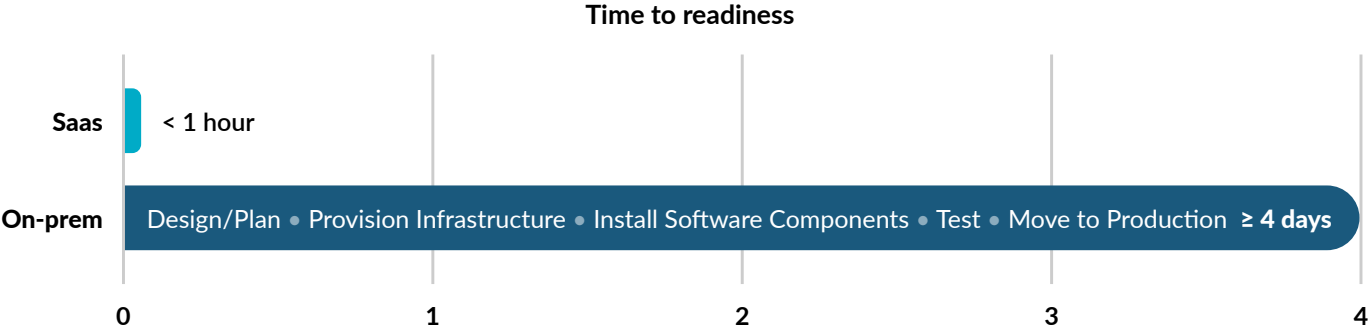 Time to readiness
Saas < 1 hour
On-prem Design/Plan • Provision Infrastructure • Install Software Components • Test • Move to Production ≥ 4 days
0 1 2 3 4